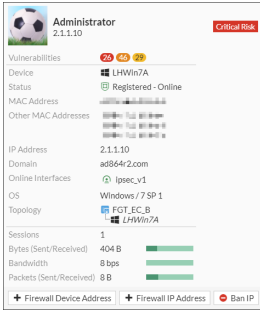 Administrator
2.1.1.10
Critical Risk
Vulnerabilities 26 46 29
Device LHWin7A
Status Registered - Online
MAC Address
Other MAC Addresses
IP Address 2.1.1.10
Domain ad864r2.com
Online Interfaces ipsec_v1
OS Windows / 7 SP 1
Topology FGT_EC_B
LHWin7A
Sessions 1
Bytes (Sent/Received) 404 B
Bandwidth 8 bps
Packets (Sent/Received) 8 B
+ Firewall Device Address + Firewall IP Address Ban IP